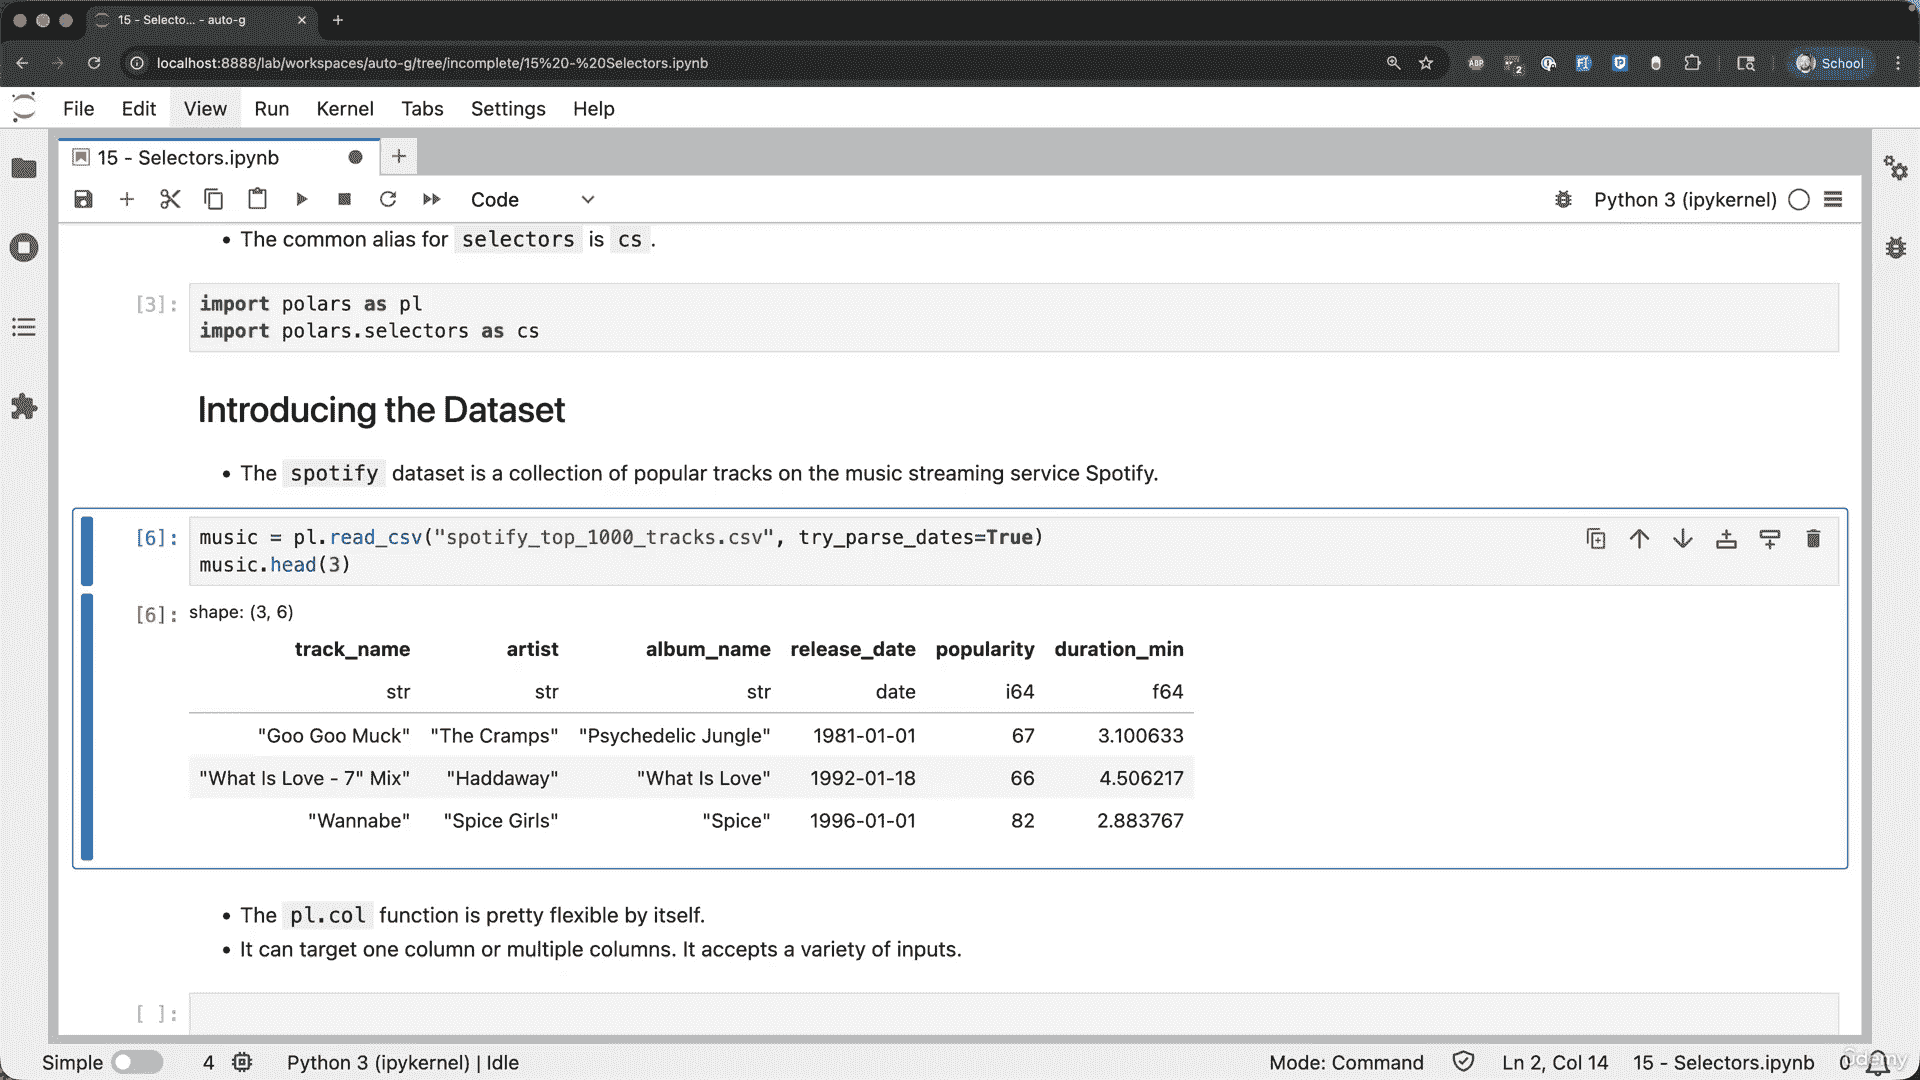 15 - Selecto... - auto-g
localhost:8888/lab/workspaces/auto-g/tree/incomplete/15%20-%20Selectors.ipynb
ABP
2
School
File Edit View Run Kernel Tabs Settings Help
15 - Selectors.ipynb
Code
Python 3 (ipykernel)
• The common alias for selectors is cs .
[3]: import polars as pl
import polars.selectors as cs
Introducing the Dataset
• The spotify dataset is a collection of popular tracks on the music streaming service Spotify.
[6]: music = pl.read_csv("spotify_top_1000_tracks.csv", try_parse_dates=True)
music.head(3)
[6]: shape: (3, 6)
track_name artist album_name release_date popularity duration_min
str str str date i64 f64
"Goo Goo Muck" "The Cramps" "Psychedelic Jungle" 1981-01-01 67 3.100633
"What Is Love - 7" Mix" "Haddaway" "What Is Love" 1992-01-18 66 4.506217
"Wannabe" "Spice Girls" "Spice" 1996-01-01 82 2.883767
• The pl.col function is pretty flexible by itself.
• It can target one column or multiple columns. It accepts a variety of inputs.
[ ]:
Simple 4 Python 3 (ipykernel) | Idle Mode: Command Ln 2, Col 14 15 - Selectors.ipynb 0
udemy